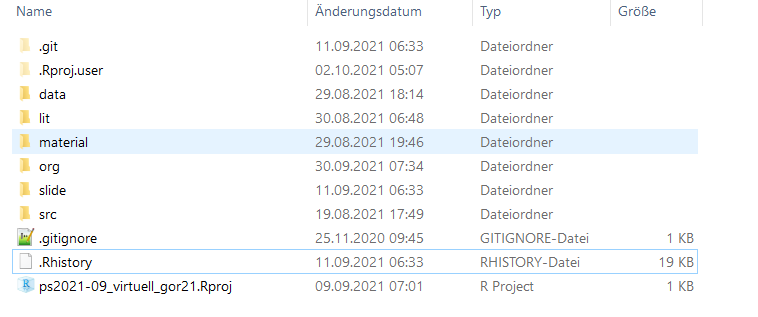 Name Änderungsdatum Typ Größe
.git 11.09.2021 06:33 Dateiordner
.Rproj.user 02.10.2021 05:07 Dateiordner
data 29.08.2021 18:14 Dateiordner
lit 30.08.2021 06:48 Dateiordner
material 29.08.2021 19:46 Dateiordner
org 30.09.2021 07:34 Dateiordner
slide 11.09.2021 06:33 Dateiordner
src 19.08.2021 17:49 Dateiordner
.gitignore 25.11.2020 09:45 GITIGNORE-Datei 1 KB
.Rhistory 11.09.2021 06:33 RHISTORY-Datei 19 KB
ps2021-09_virtuell_gor21.Rproj 09.09.2021 07:01 R Project 1 KB